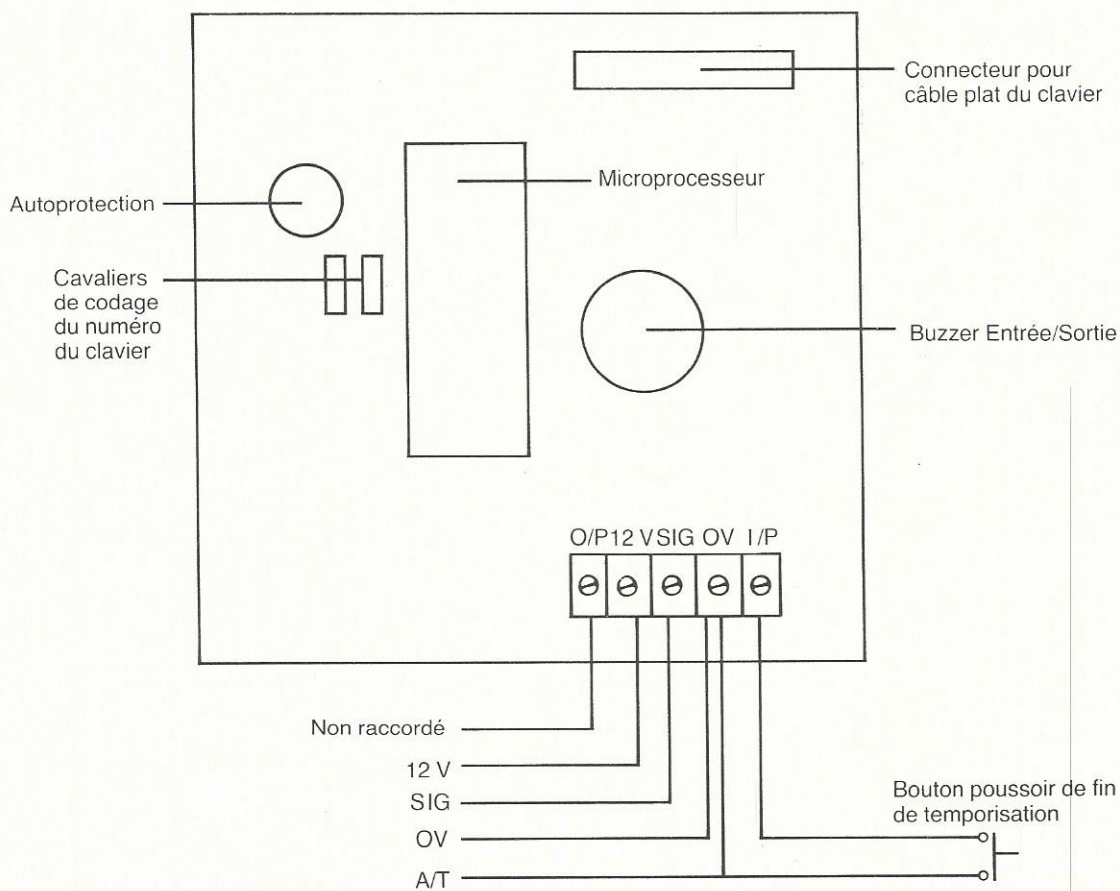 Connecteur pour
câble plat du clavier
Microprocesseur
Autoprotection
Cavaliers
de codage
du numéro
du clavier
Buzzer Entrée/Sortie
O/P 12 V SIG OV I/P
Non raccordé
12 V
SIG
OV
A/T
Bouton poussoir de fin
de temporisation